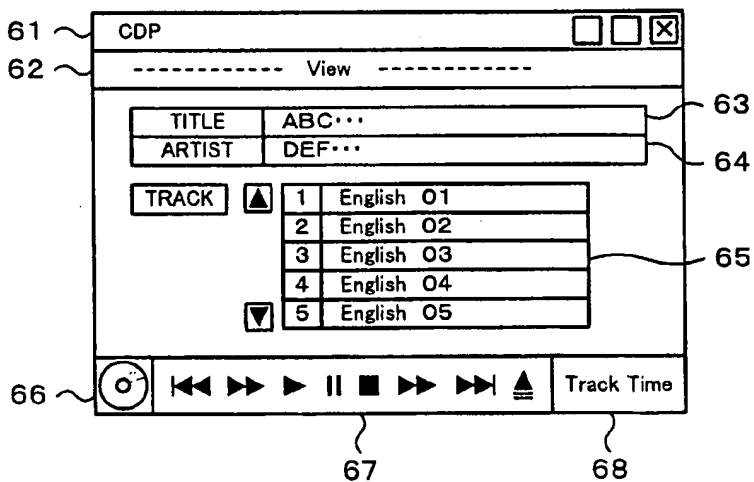 61 CDP
62 View
TITLE ABC··· 63
ARTIST DEF··· 64
TRACK 1 English 01
2 English 02
3 English 03 65
4 English 04
5 English 05
66 Track Time
67 68